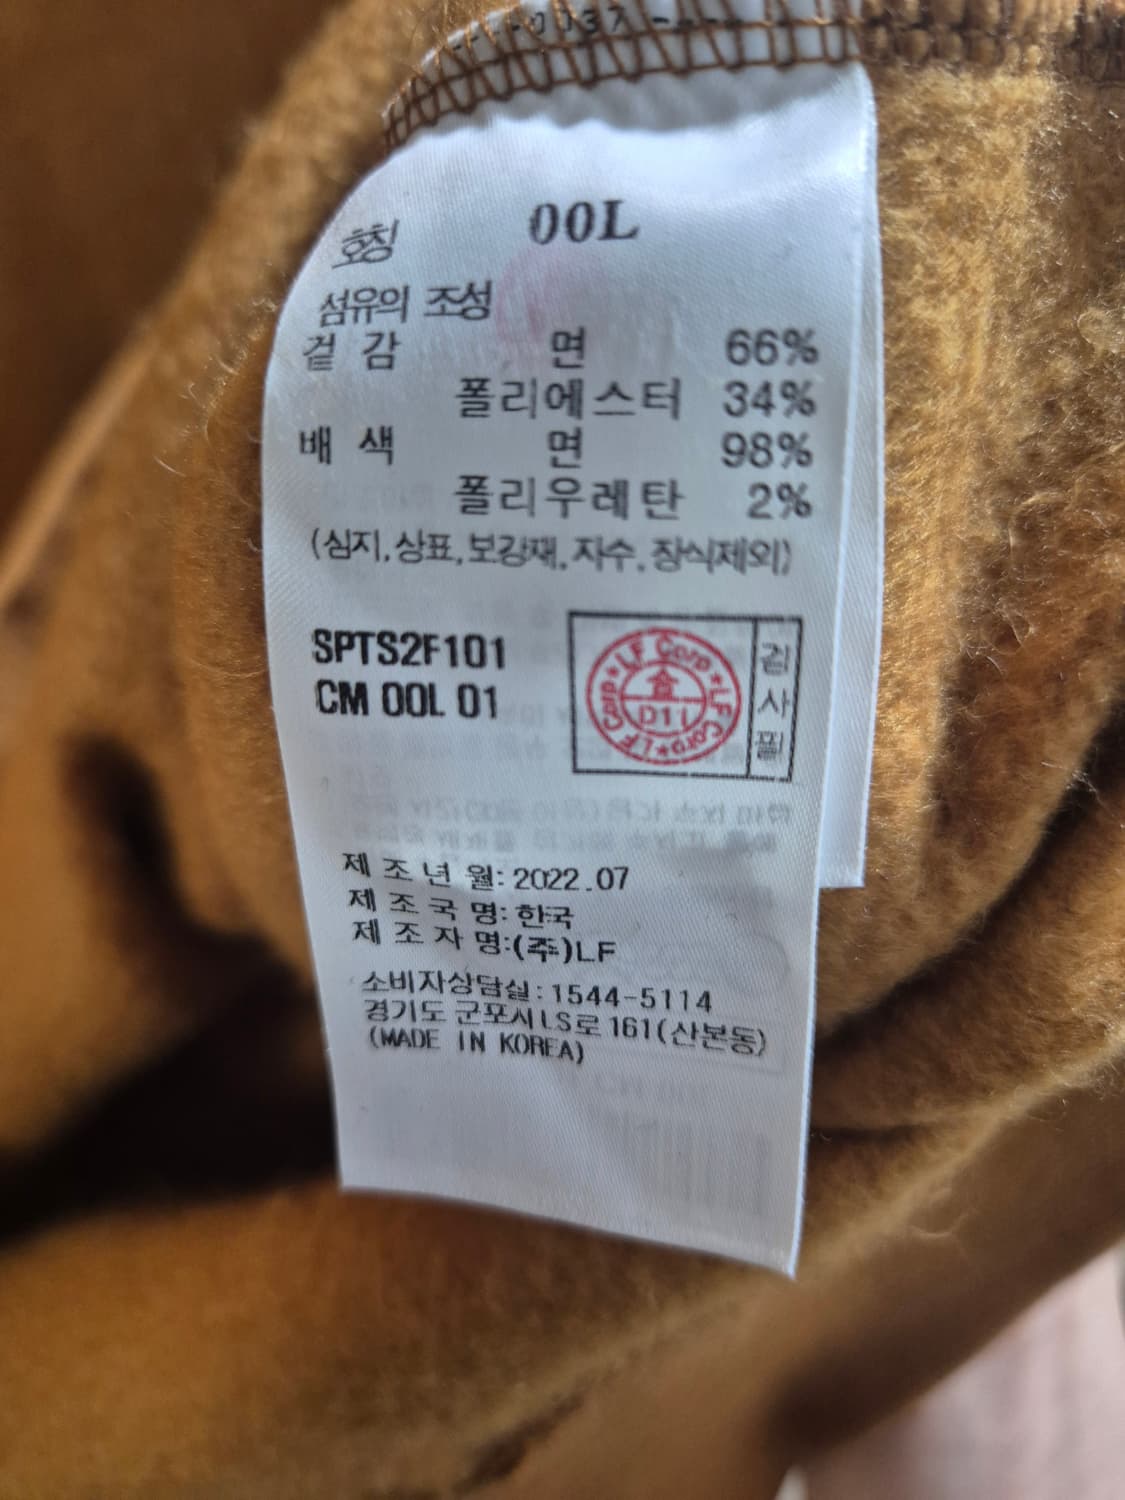 호칭 00L
섬유의 조성
겉 감 면 66%
폴리에스터 34%
배 색 면 98%
폴리우레탄 2%
(심지,상표,보강재,자수,장식제외)
SPTS2F101
CM 00L 01
LF Corp★LF Corp★LF Corp★
D11
검사필
제조년월:2022.07
제조국명:한국
제조자명:(주)LF
소비자상담실:1544-5114
경기도 군포시 LS로 161(산본동)
(MADE IN KOREA)